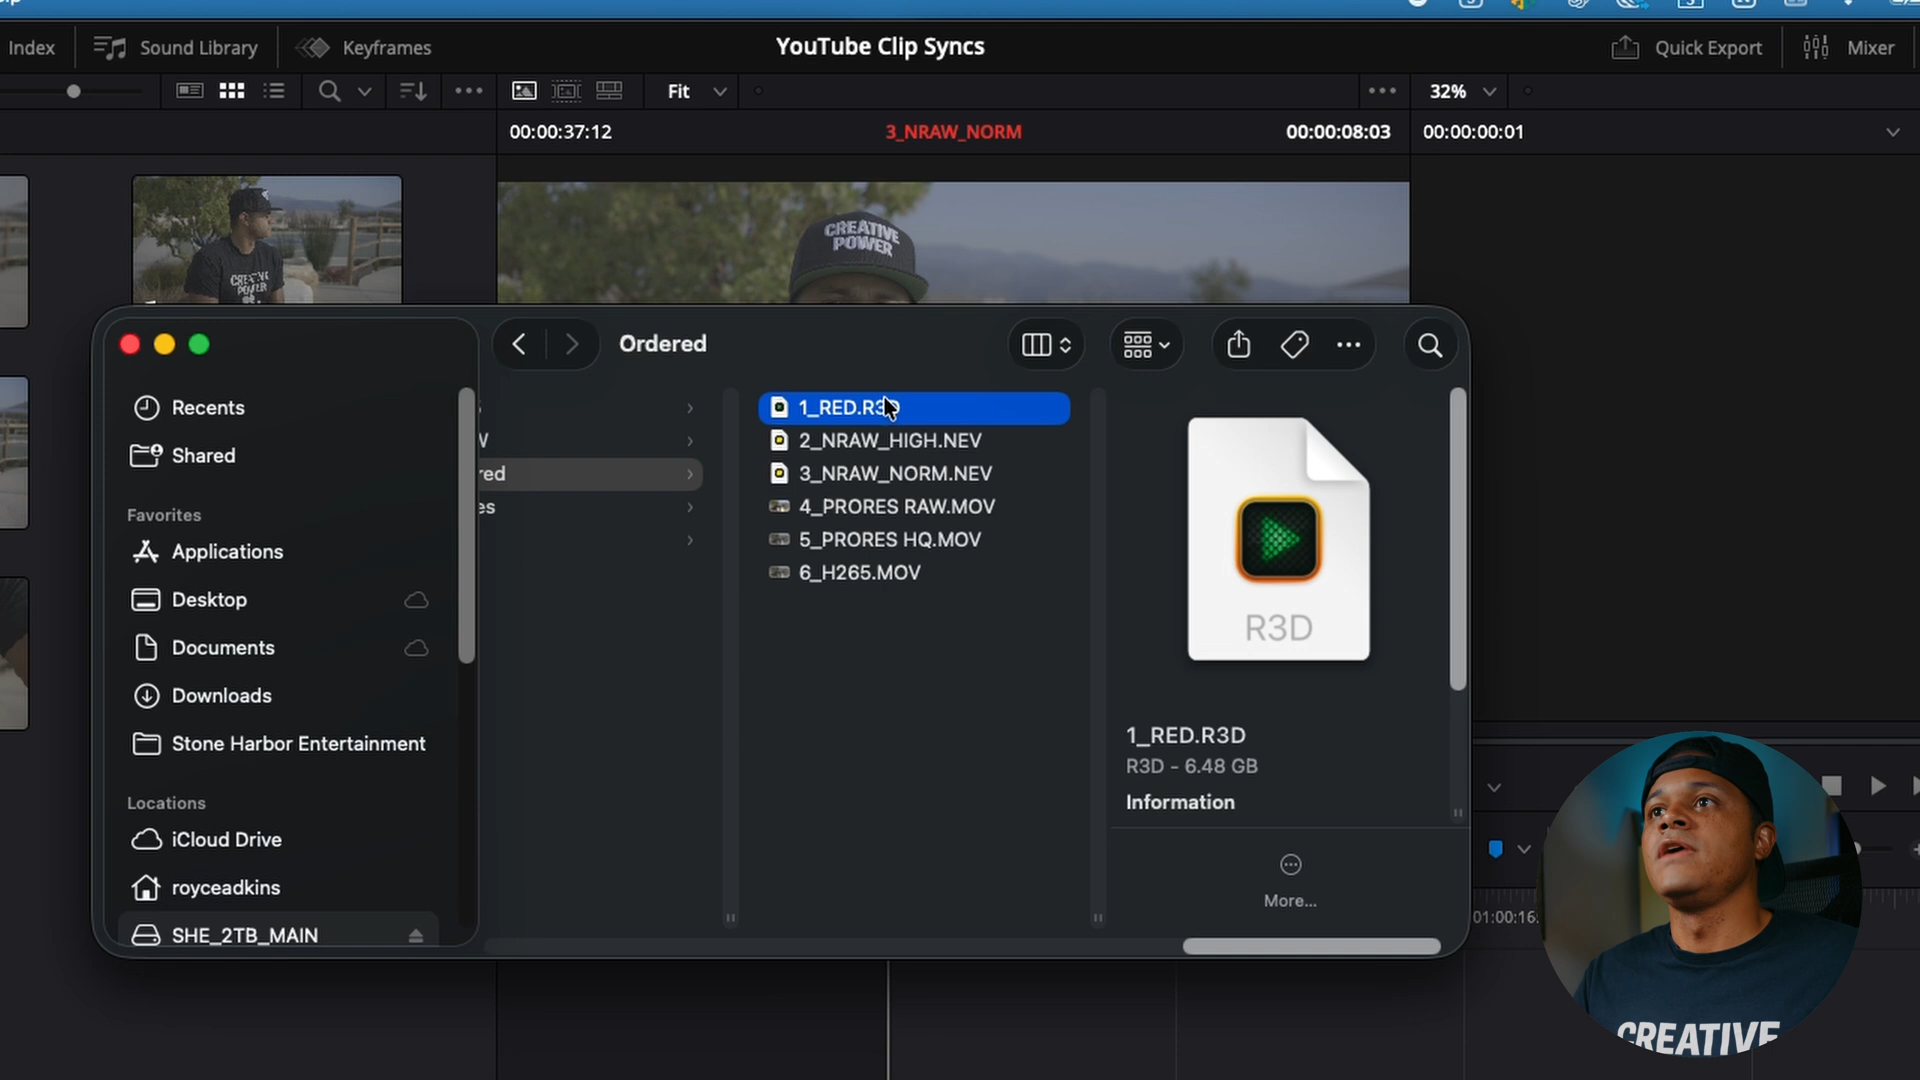 Index
Sound Library
Keyframes
YouTube Clip Syncs
Quick Export
Mixer
Fit
32%
00:00:37:12
3_NRAW_NORM
00:00:08:03
00:00:00:01
CREATIVE
POWER
Ordered
Recents
Shared
Favorites
Applications
Desktop
Documents
Downloads
Stone Harbor Entertainment
Locations
iCloud Drive
royceadkins
SHE_2TB_MAIN
W
red
es
1_RED.R3D
2_NRAW_HIGH.NEV
3_NRAW_NORM.NEV
4_PRORES RAW.MOV
5_PRORES HQ.MOV
6_H265.MOV
R3D
1_RED.R3D
R3D - 6.48 GB
Information
More...
01:00:16
CREATIVE